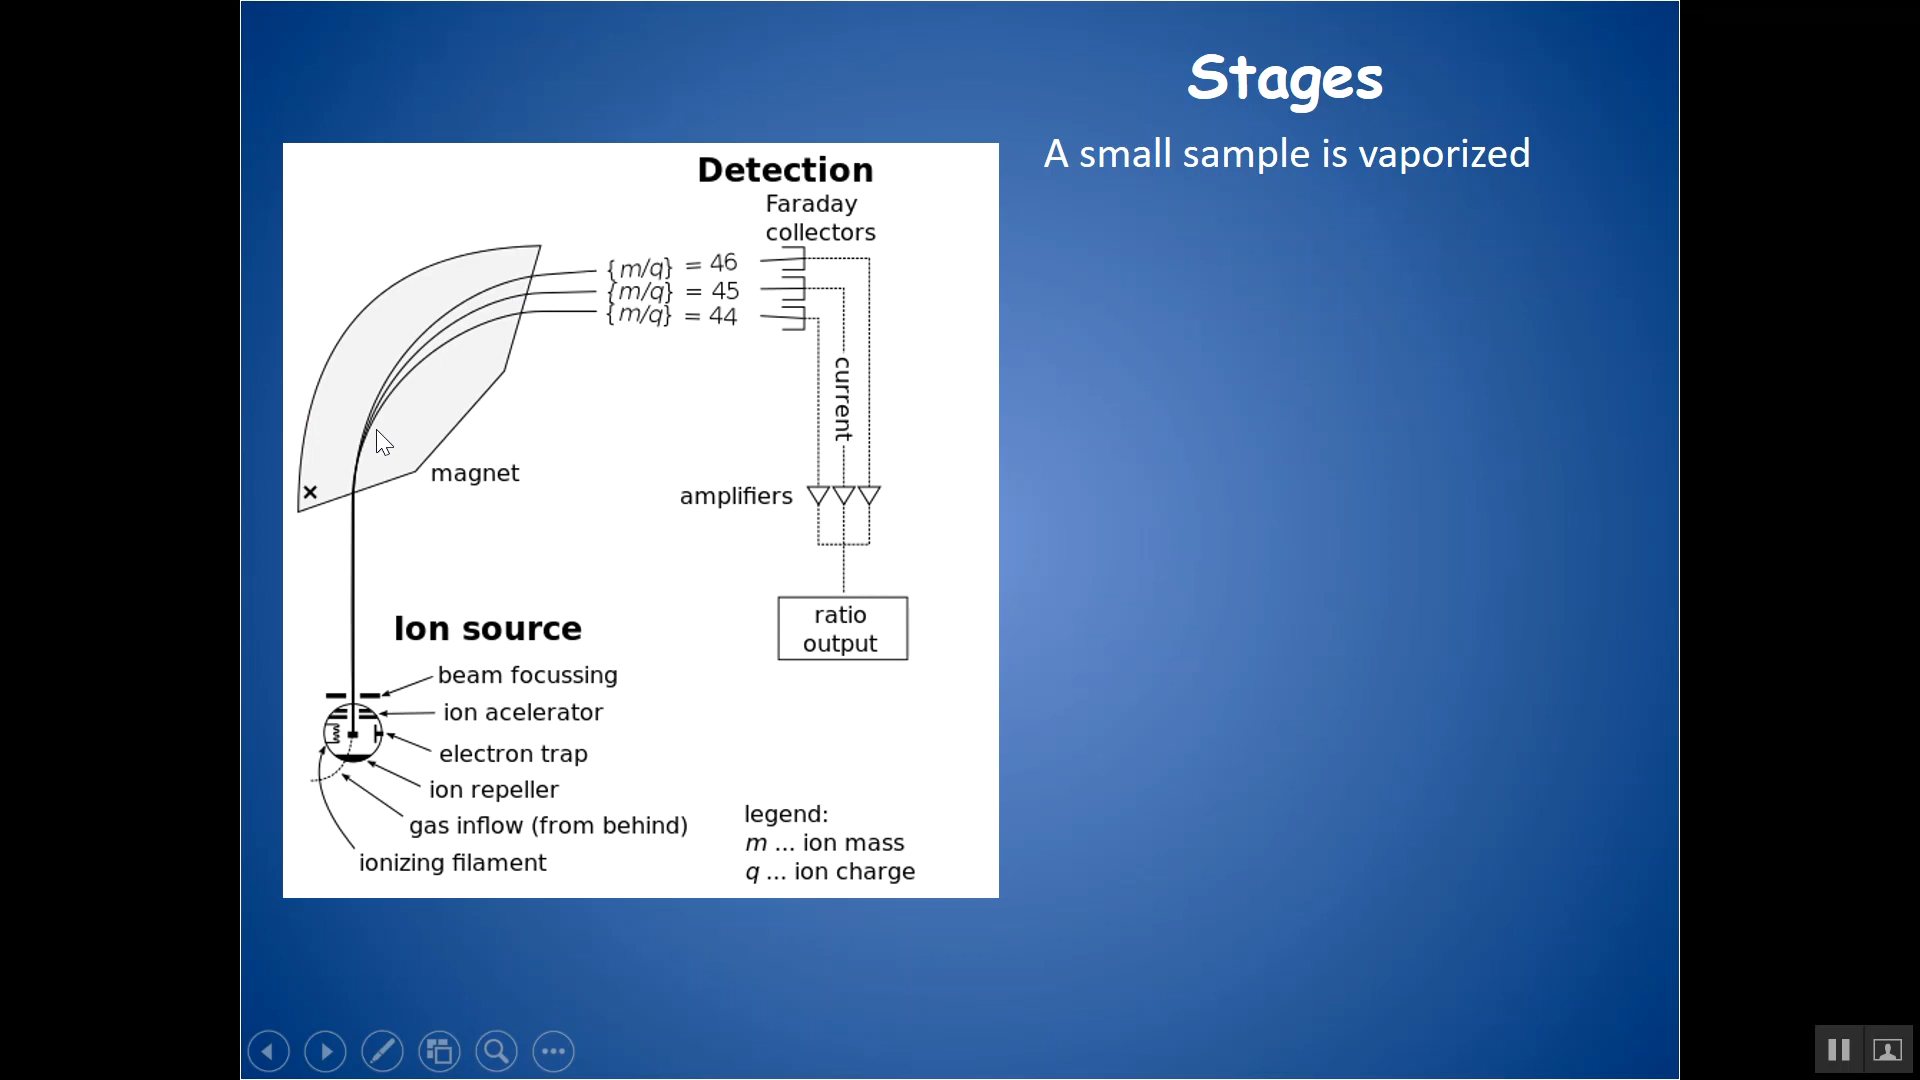 Stages
A small sample is vaporized
Detection
Faraday
collectors
{m/q} = 46
{m/q} = 45
{m/q} = 44
current
magnet
amplifiers
ratio
output
Ion source
beam focussing
ion acelerator
electron trap
ion repeller
gas inflow (from behind)
ionizing filament
legend:
m ... ion mass
q ... ion charge